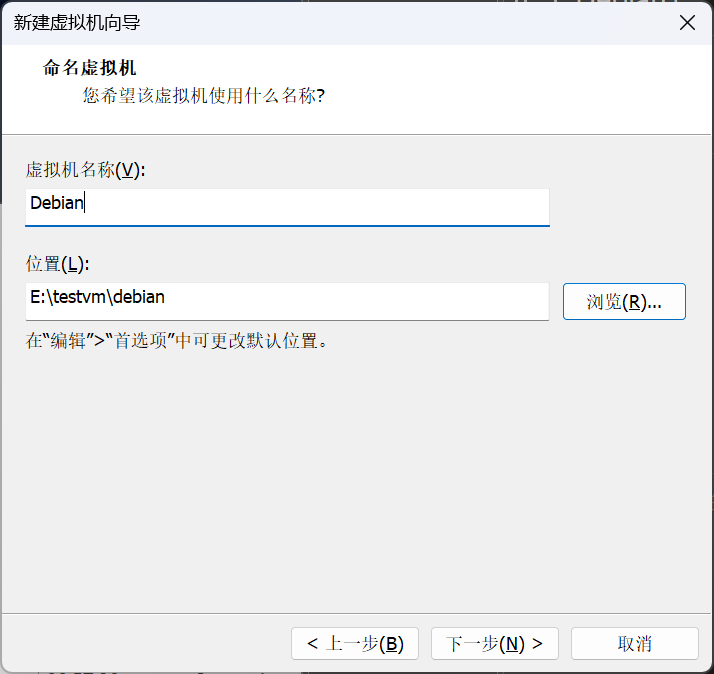 新建虚拟机向导
命名虚拟机
您希望该虚拟机使用什么名称?
虚拟机名称(V):
Debian
位置(L):
E:\testvm\debian
浏览(R)...
在“编辑”>“首选项”中可更改默认位置。
< 上一步(B)
下一步(N) >
取消